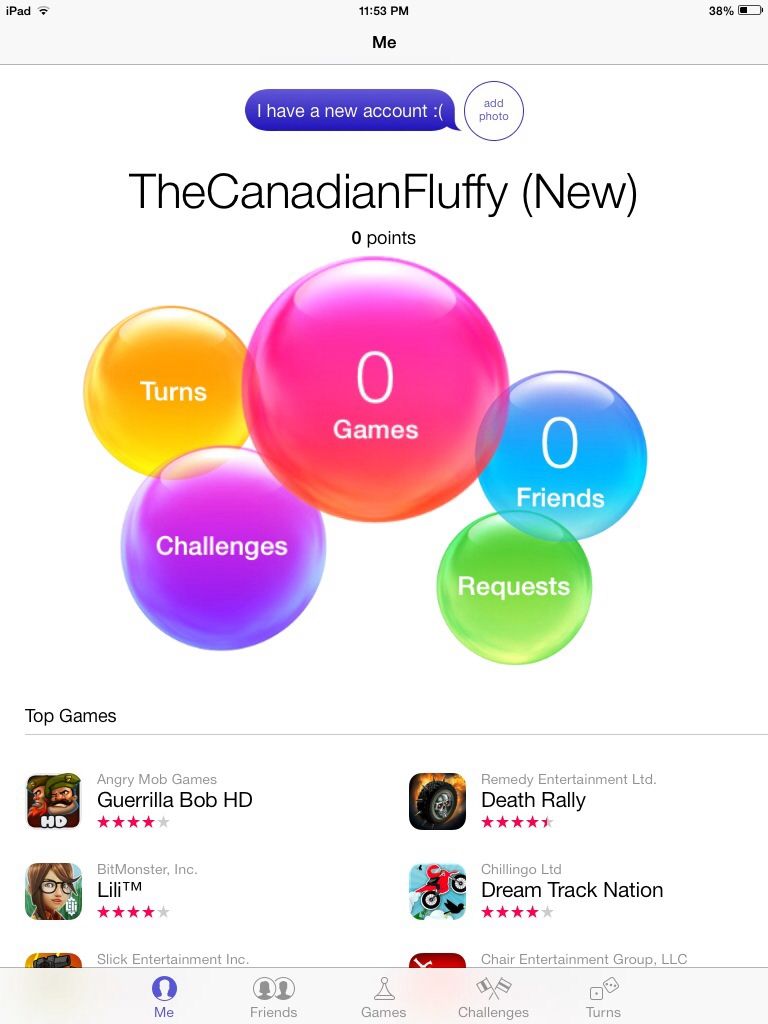 iPad 11:53 PM 38%
Me
I have a new account :(
add
photo
TheCanadianFluffy (New)
0 points
0
Games
Turns
0
Friends
Challenges
Requests
Top Games
Angry Mob Games
Guerrilla Bob HD
HD
Remedy Entertainment Ltd.
Death Rally
BitMonster, Inc.
Lili™
Chillingo Ltd
Dream Track Nation
Slick Entertainment Inc.
Chair Entertainment Group, LLC
Me Friends Games Challenges Turns